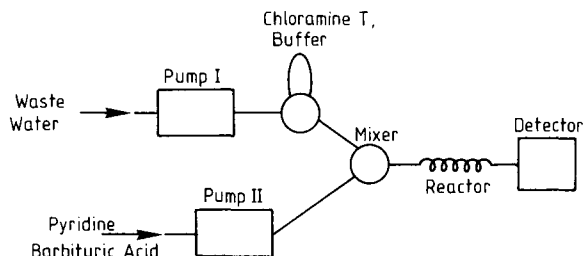 Chloramine T,
Buffer
Pump I
Waste
Water
Mixer
Detector
Reactor
Pump II
Pyridine
Barbituric Acid